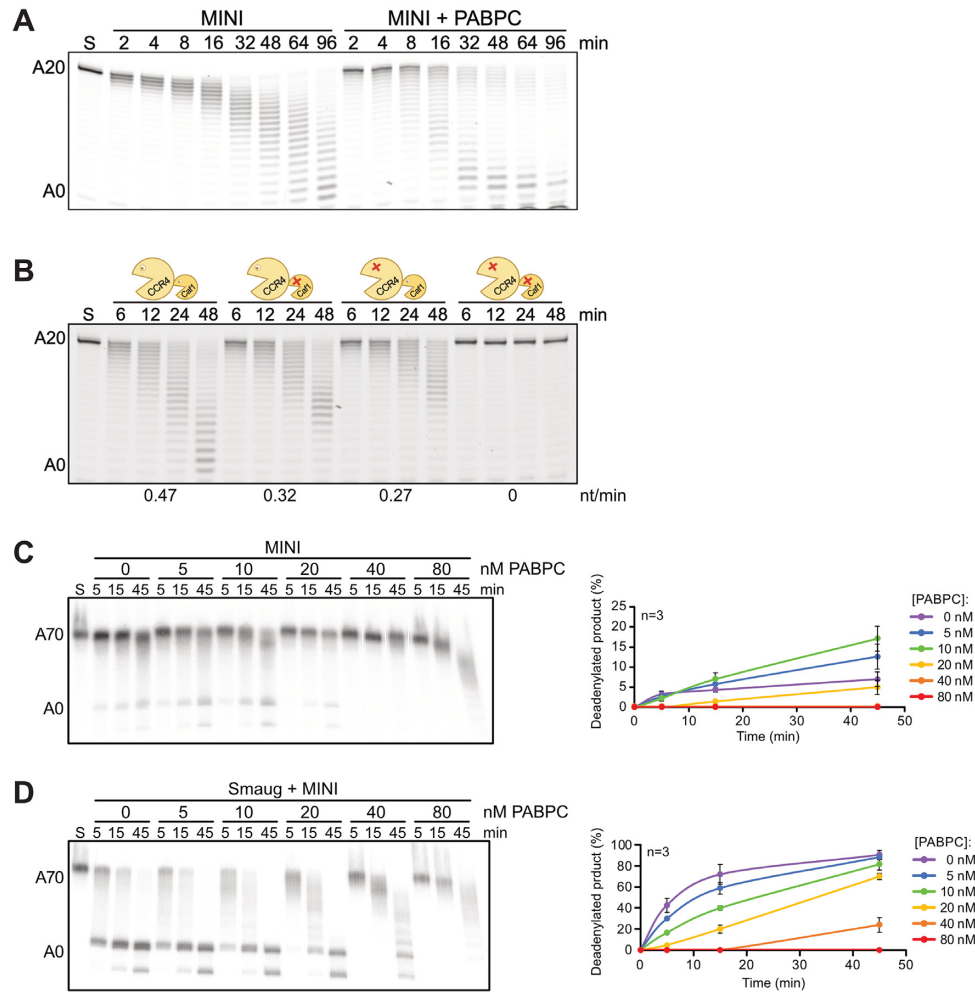 A
MINI MINI + PABPC
S 2 4 8 16 32 48 64 96 2 4 8 16 32 48 64 96 min
A20
A0
B
CCR4 Caf1 CCR4 Caf1 CCR4 Caf1 CCR4 Caf1
S 6 12 24 48 6 12 24 48 6 12 24 48 6 12 24 48 min
A20
A0
0.47 0.32 0.27 0 nt/min
C
MINI
0 5 10 20 40 80 nM PABPC
S 5 15 45 5 15 45 5 15 45 5 15 45 5 15 45 5 15 45 min
A70
A0
Deadenylated product (%)
25
20
15
10
5
0
n=3
0 10 20 30 40 50
Time (min)
[PABPC]:
0 nM
5 nM
10 nM
20 nM
40 nM
80 nM
D
Smaug + MINI
0 5 10 20 40 80 nM PABPC
S 5 15 45 5 15 45 5 15 45 5 15 45 5 15 45 5 15 45 min
A70
A0
Deadenylated prduct (%)
100
80
60
40
20
0
n=3
0 10 20 30 40 50
Time (min)
[PABPC]:
0 nM
5 nM
10 nM
20 nM
40 nM
80 nM